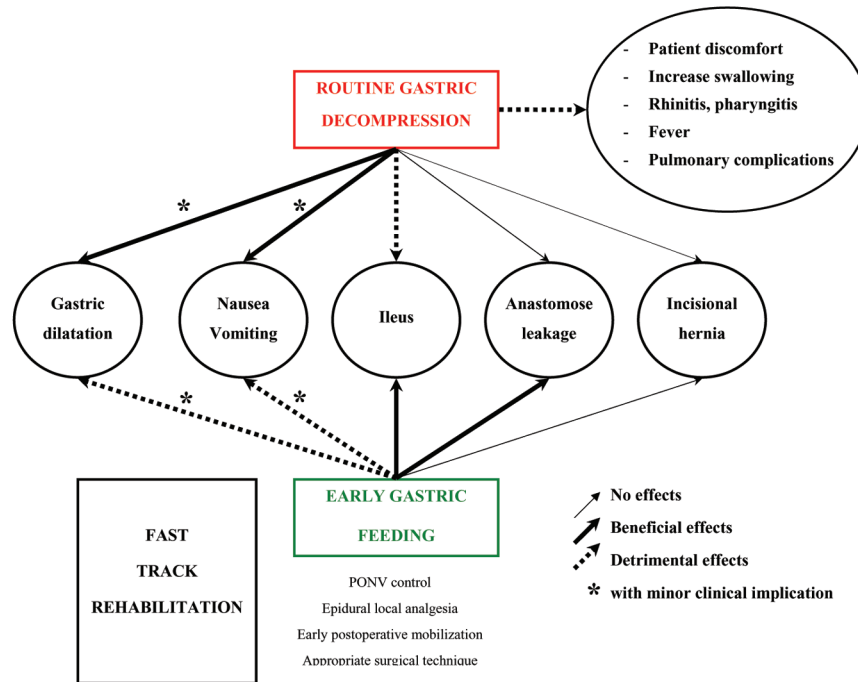 ROUTINE GASTRIC
DECOMPRESSION
- Patient discomfort
- Increase swallowing
- Rhinitis, pharyngitis
- Fever
- Pulmonary complications
*
*
Gastric
dilatation
Nausea
Vomiting
Ileus
Anastomose
leakage
Incisional
hernia
*
*
FAST
TRACK
REHABILITATION
EARLY GASTRIC
FEEDING
PONV control
Epidural local analgesia
Early postoperative mobilization
Appropriate surgical technique
No effects
Beneficial effects
Detrimental effects
* with minor clinical implication